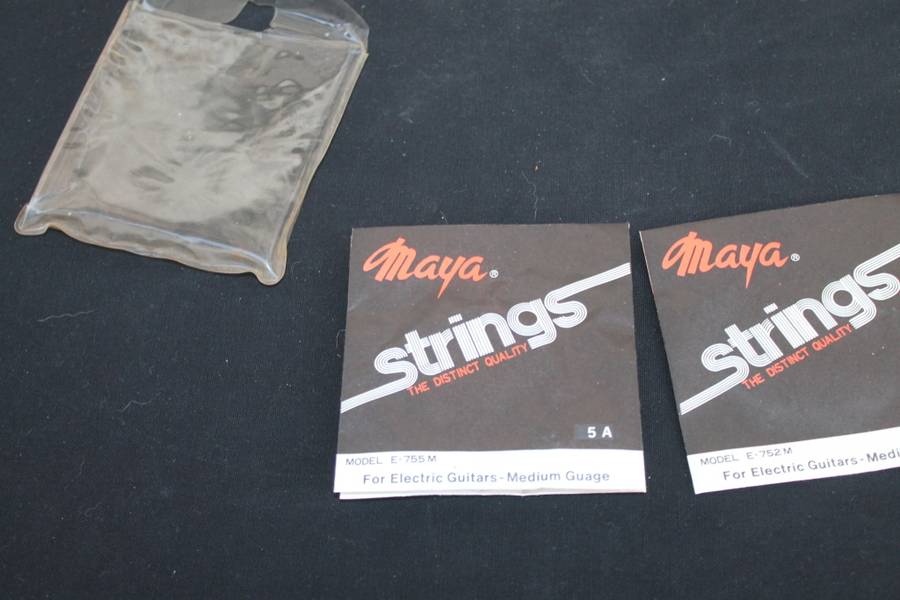 Maya®
strings
THE DISTINCT QUALITY
5 A
MODEL E-755 M
For Electric Guitars-Medium Guage
Maya®
strings
THE DISTINCT QUALITY
MODEL E-752 M
For Electric Guitars-Medi